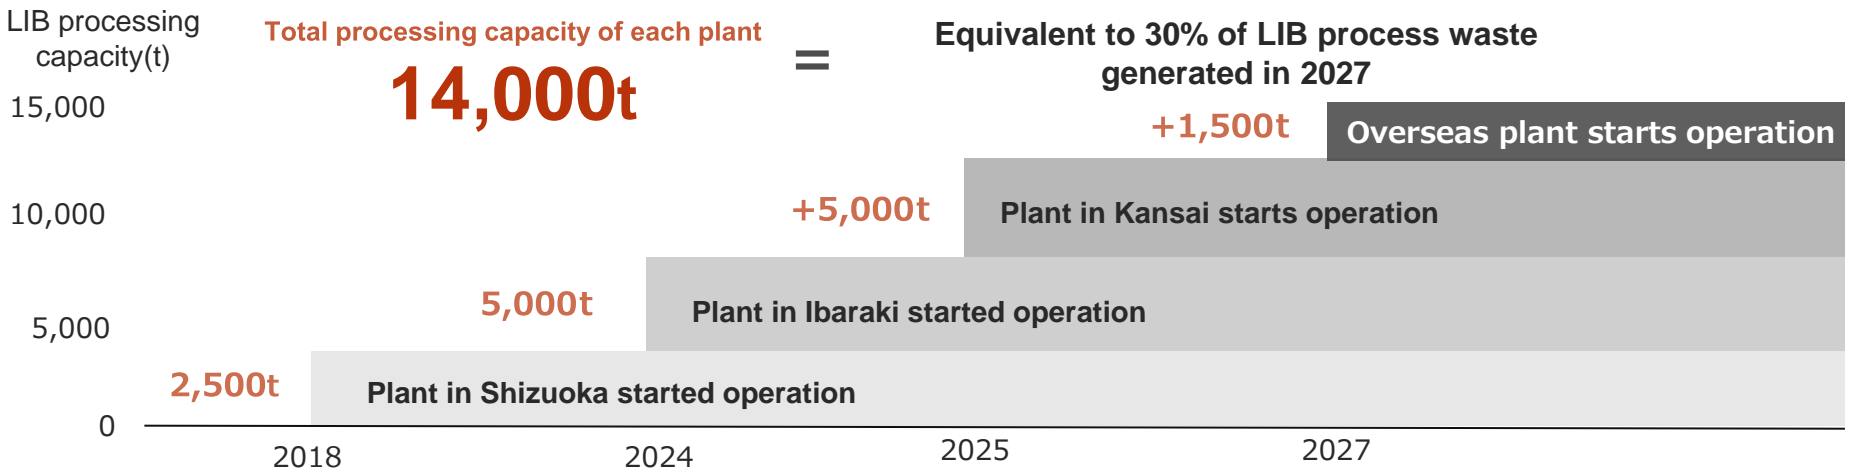 LIB processing
capacity(t)
Total processing capacity of each plant
14,000t
=
Equivalent to 30% of LIB process waste
generated in 2027
15,000
+1,500t
Overseas plant starts operation
10,000
+5,000t
Plant in Kansai starts operation
5,000
5,000t
Plant in Ibaraki started operation
2,500t
Plant in Shizuoka started operation
0
2018
2024
2025
2027